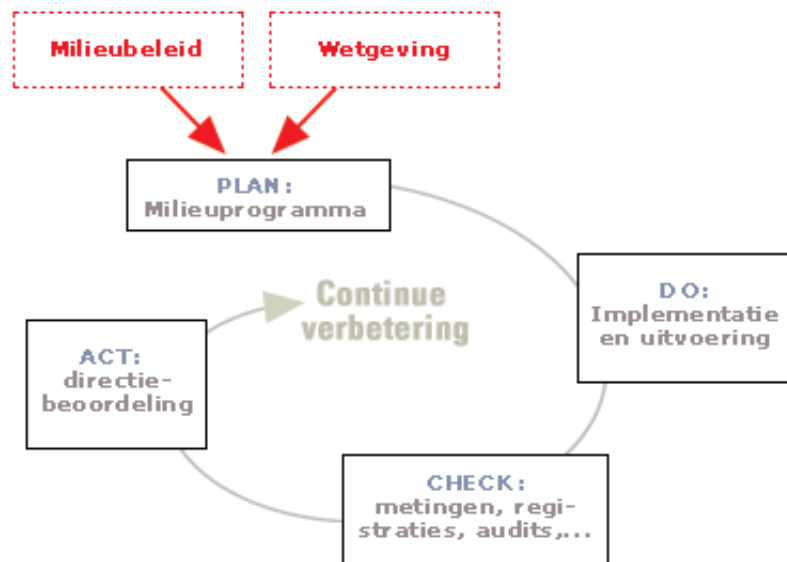 Milieubeleid
Wetgeving
PLAN:
Milieuprogramma
DO:
Implementatie
en uitvoering
Continue
verbetering
ACT:
directie-
beoordeling
CHECK:
metingen, regi-
straties, audits,...